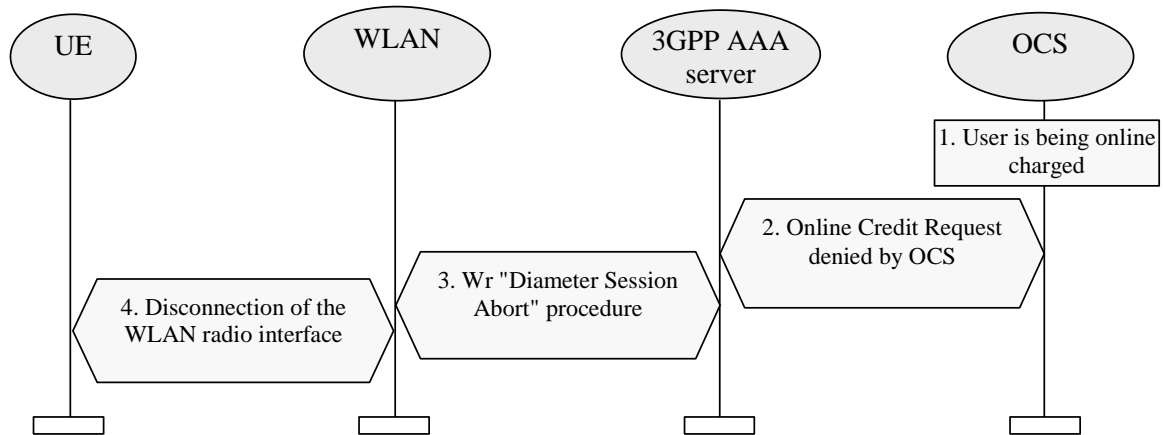 UE
WLAN
3GPP AAA
server
OCS
1. User is being online
charged
2. Online Credit Request
denied by OCS
3. Wr "Diameter Session
Abort" procedure
4. Disconnection of the
WLAN radio interface